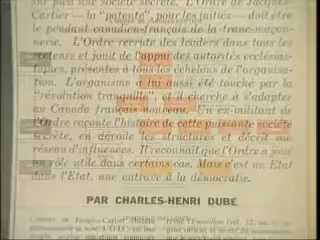 sur pied une société secrète. L'Ordre de Jacques-
Cartier — la "patente", pour les initiés — doit être
le pendant canadien-français de la franc-maçon-
nerie. L'Ordre recrute des leaders dans tous les
secteurs et jouit de l'appui des autorités ecclésias-
tiques, présentes à tous les échelons de l'organisa-
tion. L'organisme a lui aussi été touché par la
"révolution tranquille", et il cherche à s'adapter
au Canada français nouveau. Un ex-militant de
l'Ordre raconte l'histoire de cette puissante société
secrète, en dévoile les structures et décrit son
réseau d'influences. Il reconnaît que l'Ordre a joué
un rôle utile dans certains cas. Mais c'est un Etat
dans l'Etat, une entrave à la démocratie.
PAR CHARLES-HENRI DUBÉ